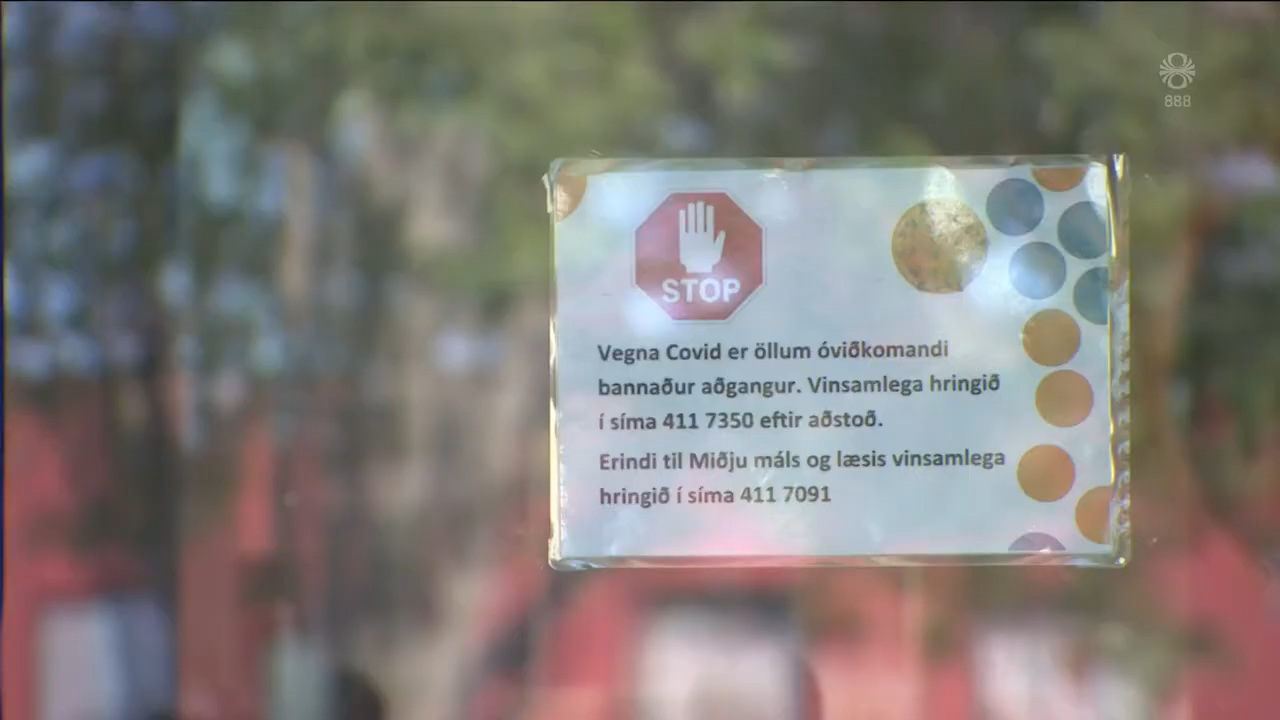 888
STOP
Vegna Covid er öllum óviðkomandi
bannaður aðgangur. Vinsamlega hringið
í síma 411 7350 eftir aðstoð.
Erindi til Miðju máls og læsis vinsamlega
hringið í síma 411 7091